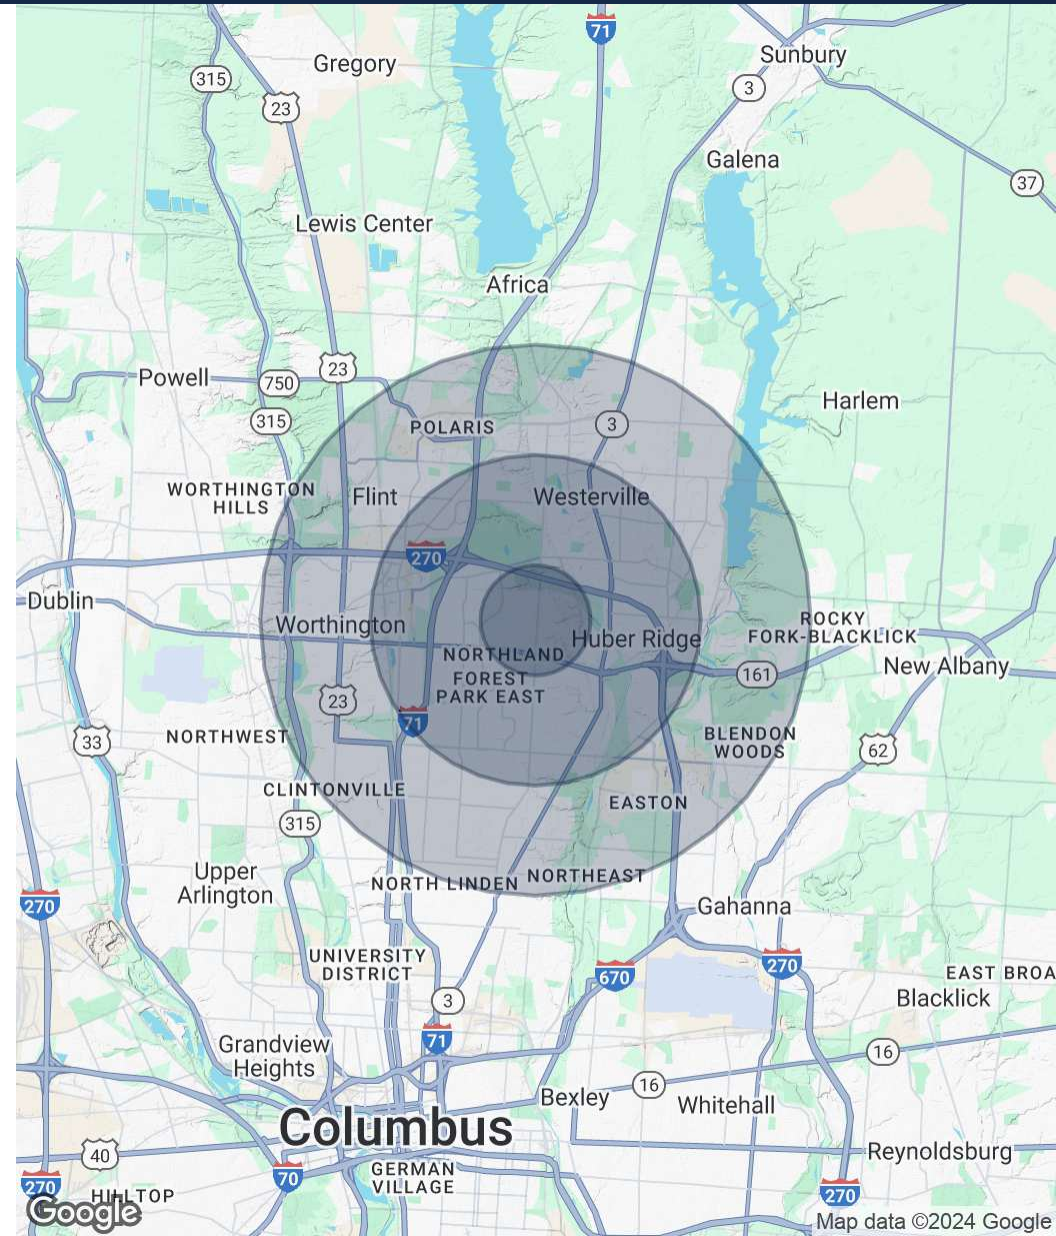 71
Sunbury
Gregory
315
3
23
Galena
37
Lewis Center
Africa
23
Powell
750
Harlem
315
3
POLARIS
WORTHINGTON
HILLS
Flint
Westerville
270
Dublin
Worthington
ROCKY
FORK-BLACKLICK
Huber Ridge
NORTHLAND
New Albany
161
FOREST
PARK EAST
23
71
33
NORTHWEST
BLENDON
WOODS
62
CLINTONVILLE
EASTON
315
Upper
Arlington
NORTH LINDEN
NORTHEAST
270
Gahanna
UNIVERSITY
DISTRICT
670
270
EAST BROA
3
Blacklick
71
Grandview
Heights
16
16
Bexley
Whitehall
Columbus
40
Reynoldsburg
70
GERMAN
VILLAGE
270
HILLTOP
270
Google
Map data ©2024 Google